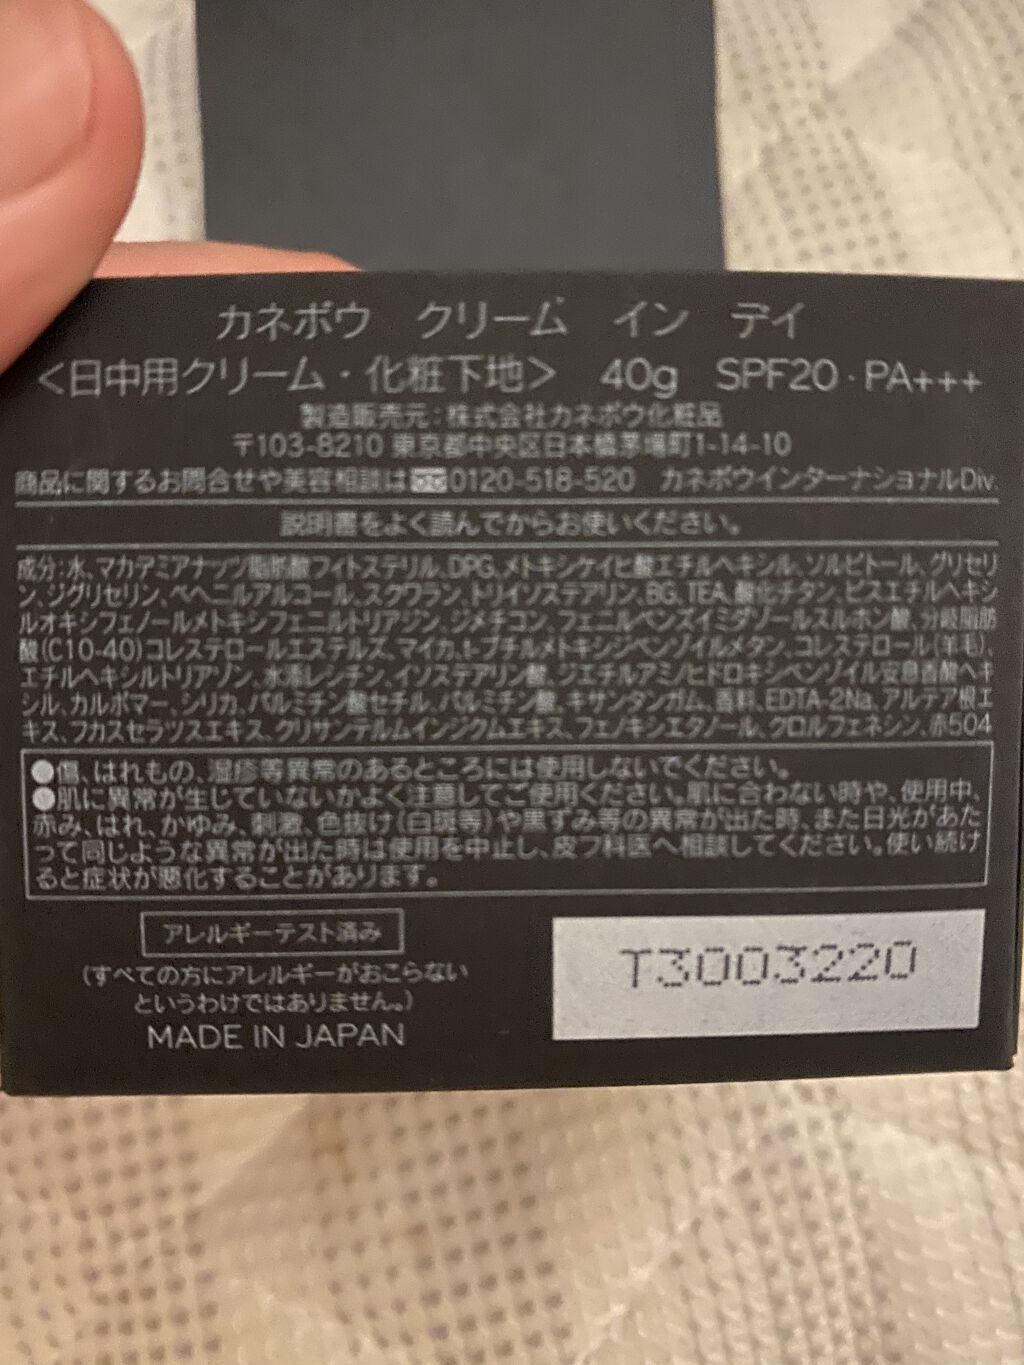 カネボウ クリーム イン デイ
<日中用クリーム・化粧下地> 40g SPF20・PA+++
製造販売元:株式会社カネボウ化粧品
〒103-8210 東京都中央区日本橋茅場町1-14-10
商品に関するお問合せや美容相談は 0120-518-520 カネボウインターナショナルDiv.
説明書をよく読んでからお使いください。
成分:水、マカデミアナッツ脂肪酸フィトステリル、DPG、メトキシケイヒ酸エチルヘキシル、ソルビトール、グリセリ
ン、ジグリセリン、ベヘニルアルコール、スクワラン、トリイソステアリン、BG、TEA、酸化チタン、ビスエチルヘキシ
ルオキシフェノールメトキシフェニルトリアジン、ジメチコン、フェニルベンズイミダゾールスルホン酸、分岐脂肪
酸(C10-40)コレステロールエステルズ、マイカ、t-ブチルメトキシジベンゾイルメタン、コレステロール(羊毛)、
エチルヘキシルトリアゾン、水添レシチン、イソステアリン酸、ジエチルアミノヒドロキシベンゾイル安息香酸ヘキ
シル、カルボマー、シリカ、パルミチン酸セチル、パルミチン酸、キサンタンガム、香料、EDTA-2Na、アルテア根エ
キス、フカスセラツスエキス、クリサンテルムインジクムエキス、フェノキシエタノール、クロルフェネシン、赤504
●傷、はれもの、湿疹等異常のあるところには使用しないでください。
●肌に異常が生じていないかよく注意してご使用ください。肌に合わない時や、使用中、
赤み、はれ、かゆみ、刺激、色抜け(白斑等)や黒ずみ等の異常が出た時、また日光があた
って同じような異常が出た時は使用を中止し、皮フ科医へ相談してください。使い続け
ると症状が悪化することがあります。
アレルギーテスト済み
(すべての方にアレルギーがおこらない
というわけではありません。)
MADE IN JAPAN
T3003220